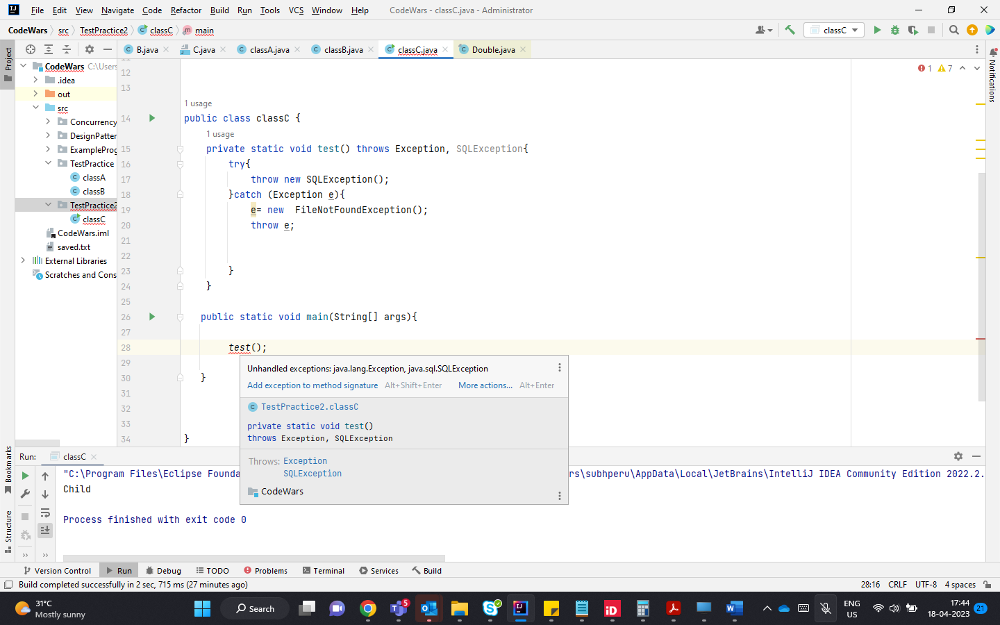 File Edit View Navigate Code Refactor Build Run Tools VCS Window Help CodeWars - classC.java - Administrator
CodeWars src TestPractice2 classC main classC
Project
B.java C.java classA.java classB.java classC.java Double.java
CodeWars C:\Users
.idea
out
src
Concurrency
DesignPatter
ExampleProg
TestPractice
classA
classB
TestPractice2
classC
CodeWars.iml
saved.txt
External Libraries
Scratches and Cons
1 7
Notifications
11
12
13
1 usage
14 public class classC {
1 usage
15 private static void test() throws Exception, SQLException{
16 try{
17 throw new SQLException();
18 }catch (Exception e){
19 e= new FileNotFoundException();
20 throw e;
21
22
23 }
24 }
25
26 public static void main(String[] args){
27
28 test();
29
30 }
31
32
33
34 }
Unhandled exceptions: java.lang.Exception, java.sql.SQLException
Add exception to method signature Alt+Shift+Enter More actions... Alt+Enter
TestPractice2.classC
private static void test()
throws Exception, SQLException
Throws: Exception
SQLException
CodeWars
Bookmarks
Structure
Run: classC
"C:\Program Files\Eclipse Founda rs\subhperu\AppData\Local\JetBrains\IntelliJ IDEA Community Edition 2022.2.
Child
Process finished with exit code 0
Version Control Run Debug TODO Problems Terminal Services Build
Build completed successfully in 2 sec, 715 ms (27 minutes ago) 28:16 CRLF UTF-8 4 spaces
31°C
Mostly sunny
Search
5
ENG
US
17:44
18-04-2023
21